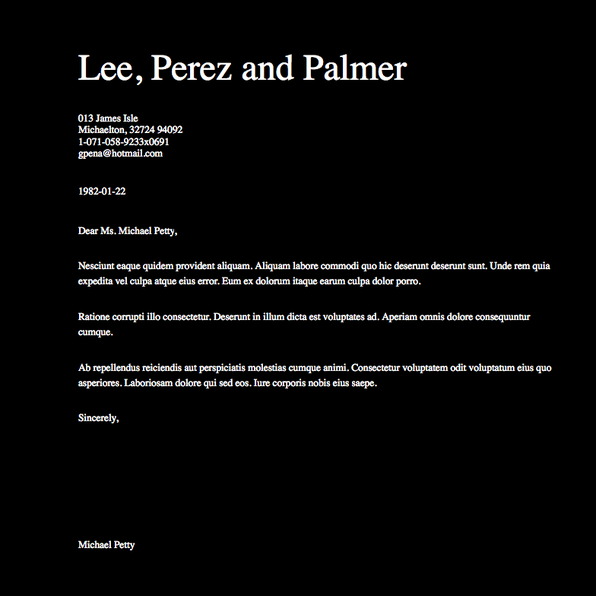 Lee, Perez and Palmer
013 James Isle
Michaelton, 32724 94092
1-071-058-9233x0691
gpena@hotmail.com
1982-01-22
Dear Ms. Michael Petty,
Nesciunt eaque quidem provident aliquam. Aliquam labore commodi quo hic deserunt deserunt sunt. Unde rem quia
expedita vel culpa atque eius error. Eum ex dolorum itaque earum culpa dolor porro.
Ratione corrupti illo consectetur. Deserunt in illum dicta est voluptates ad. Aperiam omnis dolore consequuntur
cumque.
Ab repellendus reiciendis aut perspiciatis molestias cumque animi. Consectetur voluptatem odit voluptatum eius quo
asperiores. Laboriosam dolore qui sed eos. Iure corporis nobis eius saepe.
Sincerely,
Michael Petty